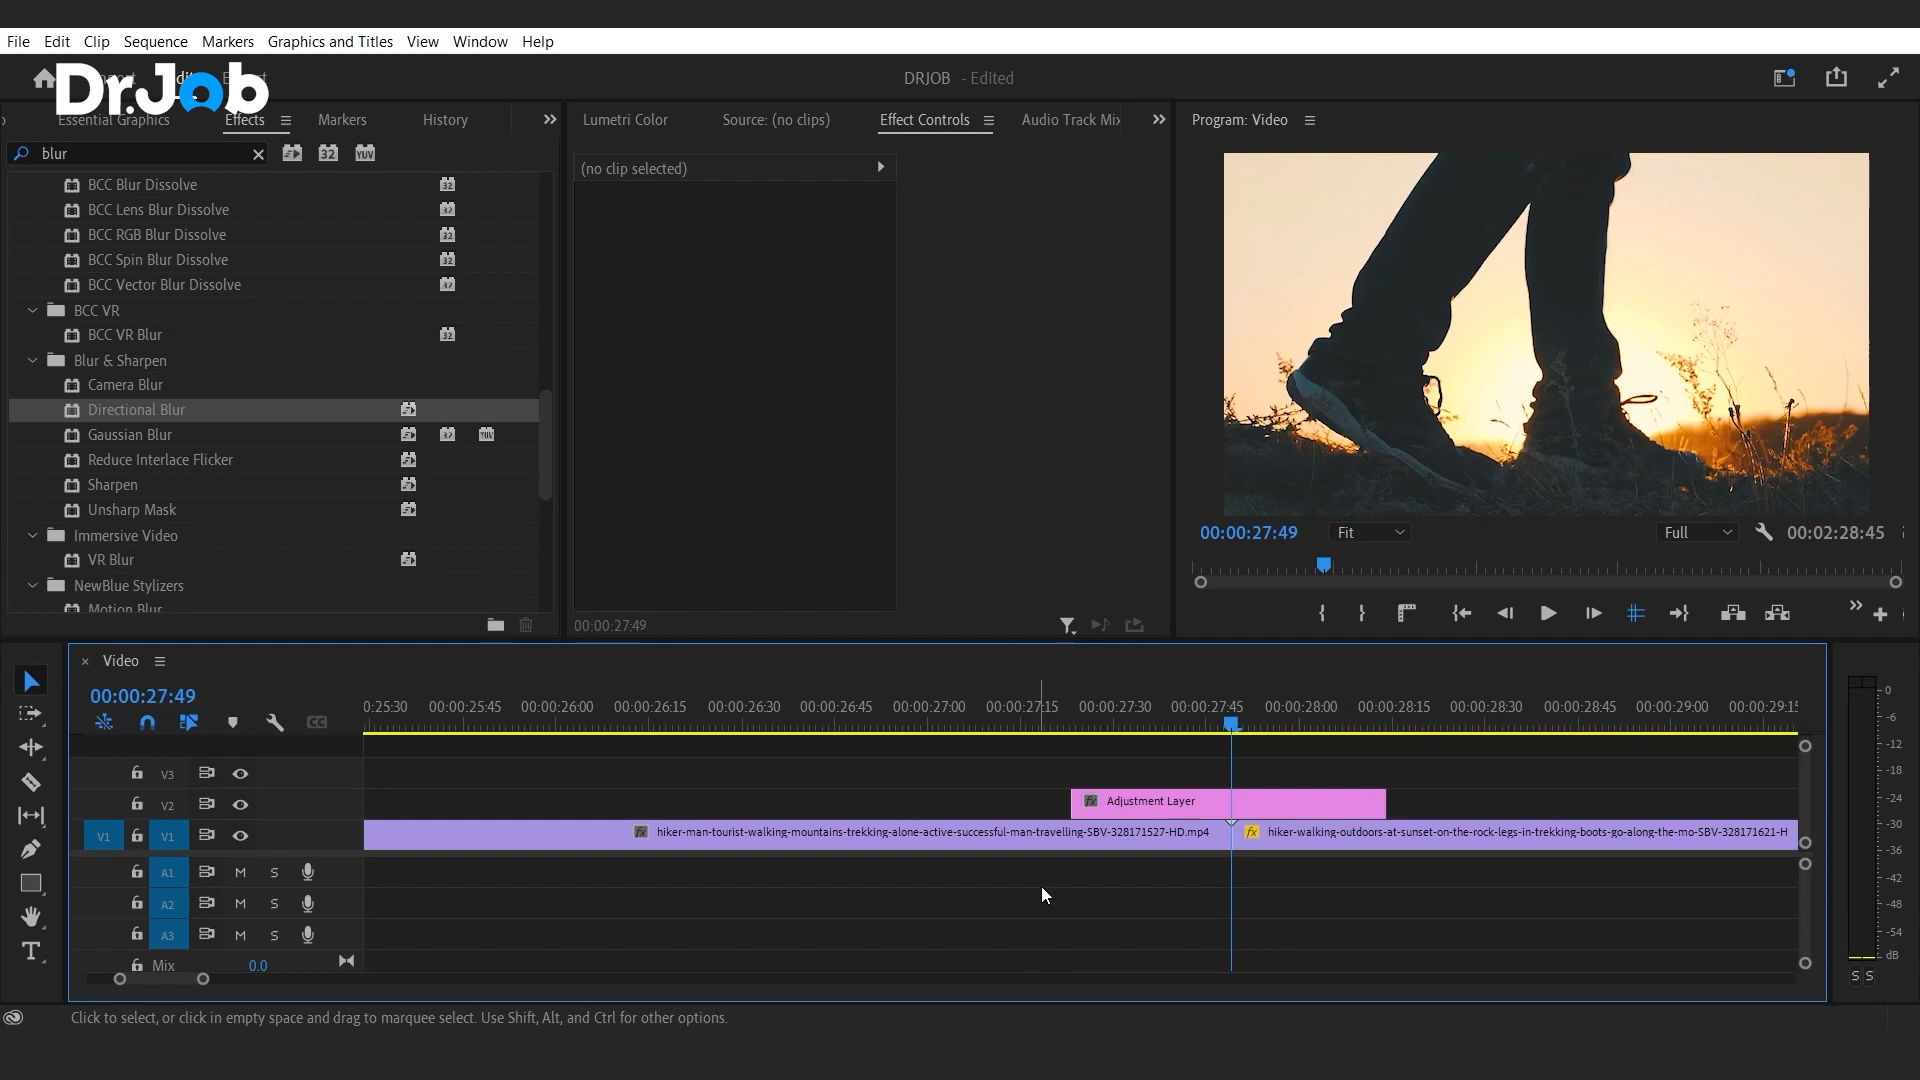 File Edit Clip Sequence Markers Graphics and Titles View Window Help
Dr.Job
DRJOB - Edited
Essential Graphics Effects Markers History
Lumetri Color Source: (no clips) Effect Controls Audio Track Mix
Program: Video
blur
32 YUV
(no clip selected)
BCC Blur Dissolve
BCC Lens Blur Dissolve
BCC RGB Blur Dissolve
BCC Spin Blur Dissolve
BCC Vector Blur Dissolve
BCC VR
BCC VR Blur
Blur & Sharpen
Camera Blur
Directional Blur
Gaussian Blur
Reduce Interlace Flicker
Sharpen
Unsharp Mask
Immersive Video
VR Blur
NewBlue Stylizers
Motion Blur
00:00:27:49
00:00:27:49 Fit Full 00:02:28:45
× Video
00:00:27:49
0:25:30 00:00:25:45 00:00:26:00 00:00:26:15 00:00:26:30 00:00:26:45 00:00:27:00 00:00:27:15 00:00:27:30 00:00:27:45 00:00:28:00 00:00:28:15 00:00:28:30 00:00:28:45 00:00:29:00 00:00:29:15
CC
V3
V2
fx Adjustment Layer
V1 V1
fx hiker-man-tourist-walking-mountains-trekking-alone-active-successful-man-travelling-SBV-328171527-HD.mp4
fx hiker-walking-outdoors-at-sunset-on-the-rock-legs-in-trekking-boots-go-along-the-mo-SBV-328171621-H
A1 M S
A2 M S
A3 M S
Mix 0.0
0
-6
-12
-18
-24
-30
-36
-42
-48
-54
dB
S S
Click to select, or click in empty space and drag to marquee select. Use Shift, Alt, and Ctrl for other options.